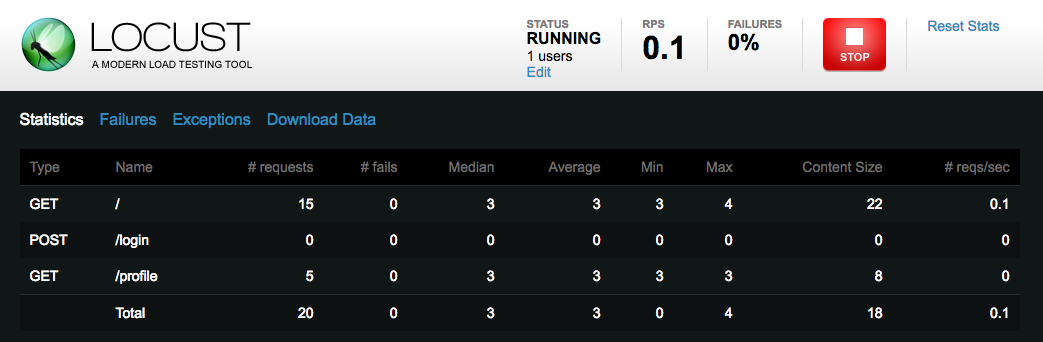 LOCUST
A MODERN LOAD TESTING TOOL
STATUS
RUNNING
1 users
Edit
RPS
0.1
FAILURES
0%
STOP
Reset Stats
Statistics Failures Exceptions Download Data
Type Name # requests # fails Median Average Min Max Content Size # reqs/sec
GET / 15 0 3 3 3 4 22 0.1
POST /login 0 0 0 0 0 0 0 0
GET /profile 5 0 3 3 3 3 8 0
Total 20 0 3 3 0 4 18 0.1